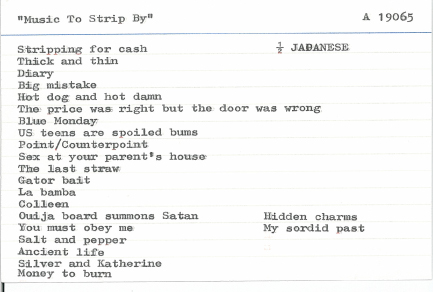 "Music To Strip By" A 19065
Stripping for cash ½ JAPANESE
Thick and thin
Diary
Big mistake
Hot dog and hot damn
The price was right but the door was wrong
Blue Monday
US teens are spoiled bums
Point/Counterpoint
Sex at your parent's house
The last straw
Gator bait
La bamba
Colleen
Ouija board summons Satan Hidden charms
You must obey me My sordid past
Salt and pepper
Ancient life
Silver and Katherine
Money to burn